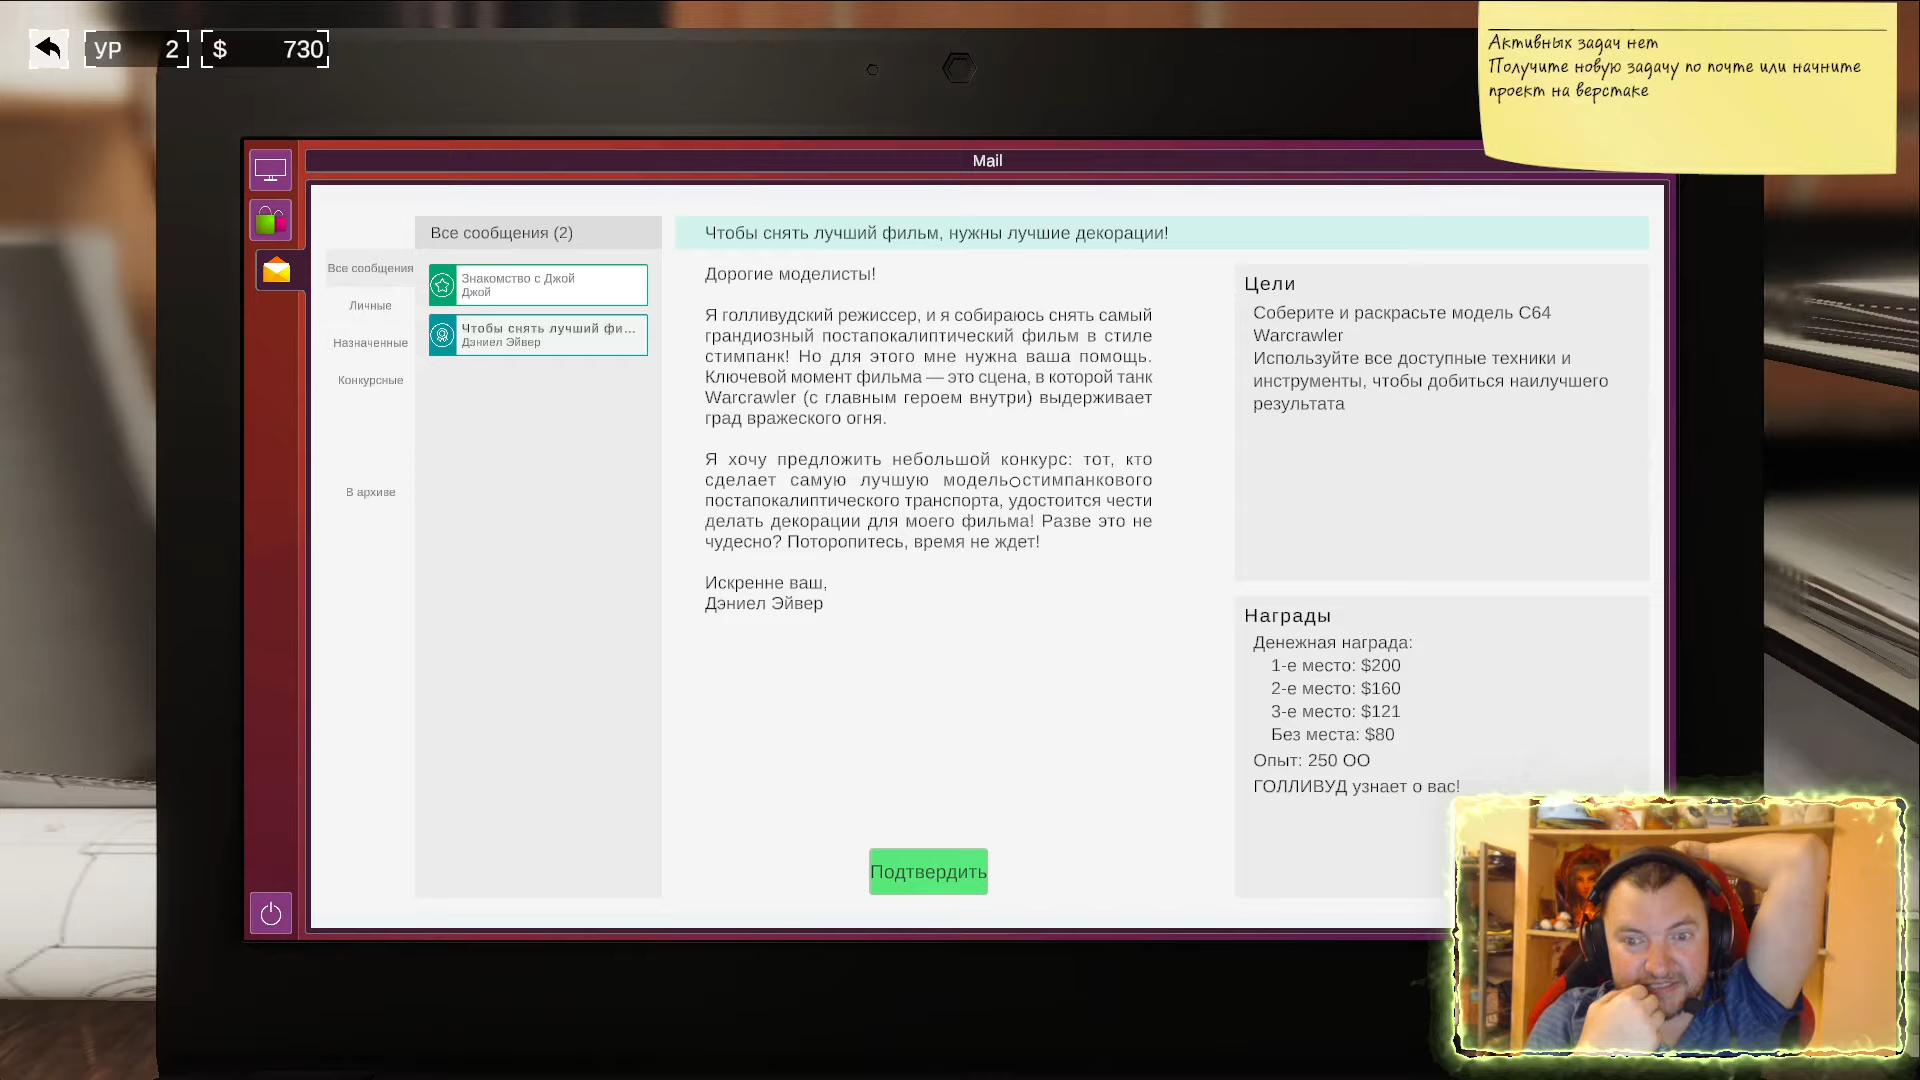 УР 2 $ 730
Активных задач нет
Получите новую задачу по почте или начните
проект на верстаке
Mail
Все сообщения (2)
Все сообщения
Личные
Назначенные
Конкурсные
В архиве
Знакомство с Джой
Джой
Чтобы снять лучший фи...
Дэниел Эйвер
Чтобы снять лучший фильм, нужны лучшие декорации!
Дорогие моделисты!
Я голливудский режиссер, и я собираюсь снять самый
грандиозный постапокалиптический фильм в стиле
стимпанк! Но для этого мне нужна ваша помощь.
Ключевой момент фильма — это сцена, в которой танк
Warcrawler (с главным героем внутри) выдерживает
град вражеского огня.
Я хочу предложить небольшой конкурс: тот, кто
сделает самую лучшую модель стимпанкового
постапокалиптического транспорта, удостоится чести
делать декорации для моего фильма! Разве это не
чудесно? Поторопитесь, время не ждет!
Искренне ваш,
Дэниел Эйвер
Подтвердить
Цели
Соберите и раскрасьте модель C64
Warcrawler
Используйте все доступные техники и
инструменты, чтобы добиться наилучшего
результата
Награды
Денежная награда:
1-е место: $200
2-е место: $160
3-е место: $121
Без места: $80
Опыт: 250 ОО
ГОЛЛИВУД узнает о вас!